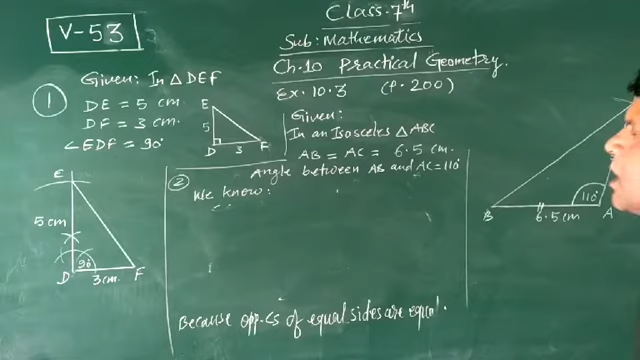 V-53
Class-7th
Sub: Mathematics
Ch.10 Practical Geometry.
Ex. 10.3 (P. 200)
1
Given: In △DEF
DE = 5 cm.
DF = 3 cm.
∠EDF = 90°
E
5
D 3 F
E
5 cm
90°
D 3 cm. F
Given:
In an Isosceles △ABC
AB = AC = 6.5 cm.
Angle between AB and AC = 110°
2
We know:
Because opp. ∠s of equal sides are equal.
110°
B 6.5 cm A